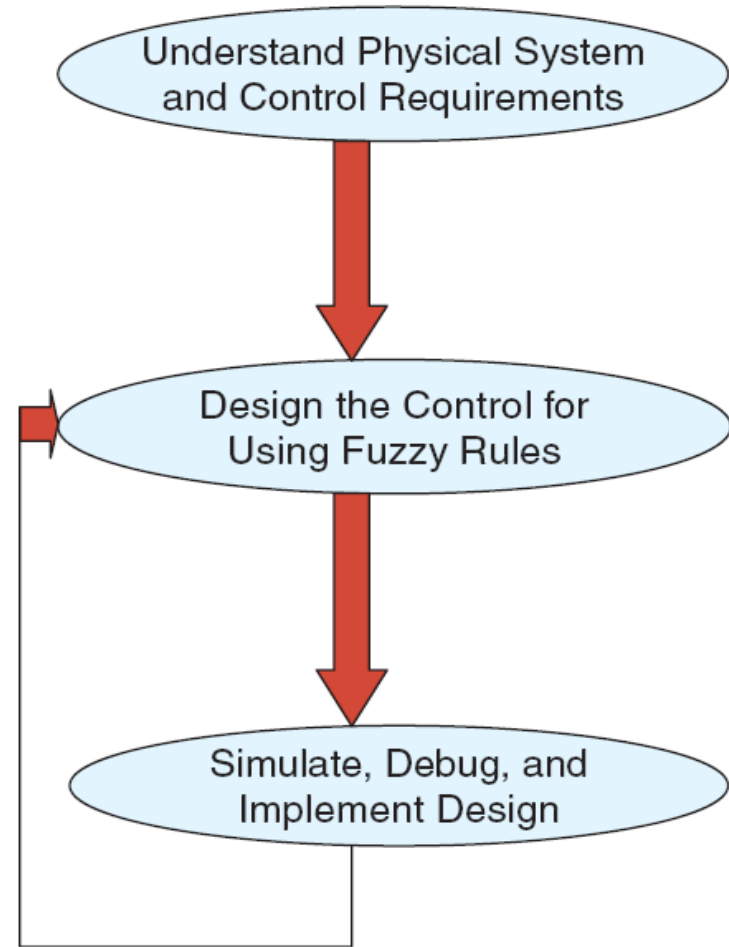 Understand Physical System
and Control Requirements
Design the Control for
Using Fuzzy Rules
Simulate, Debug, and
Implement Design